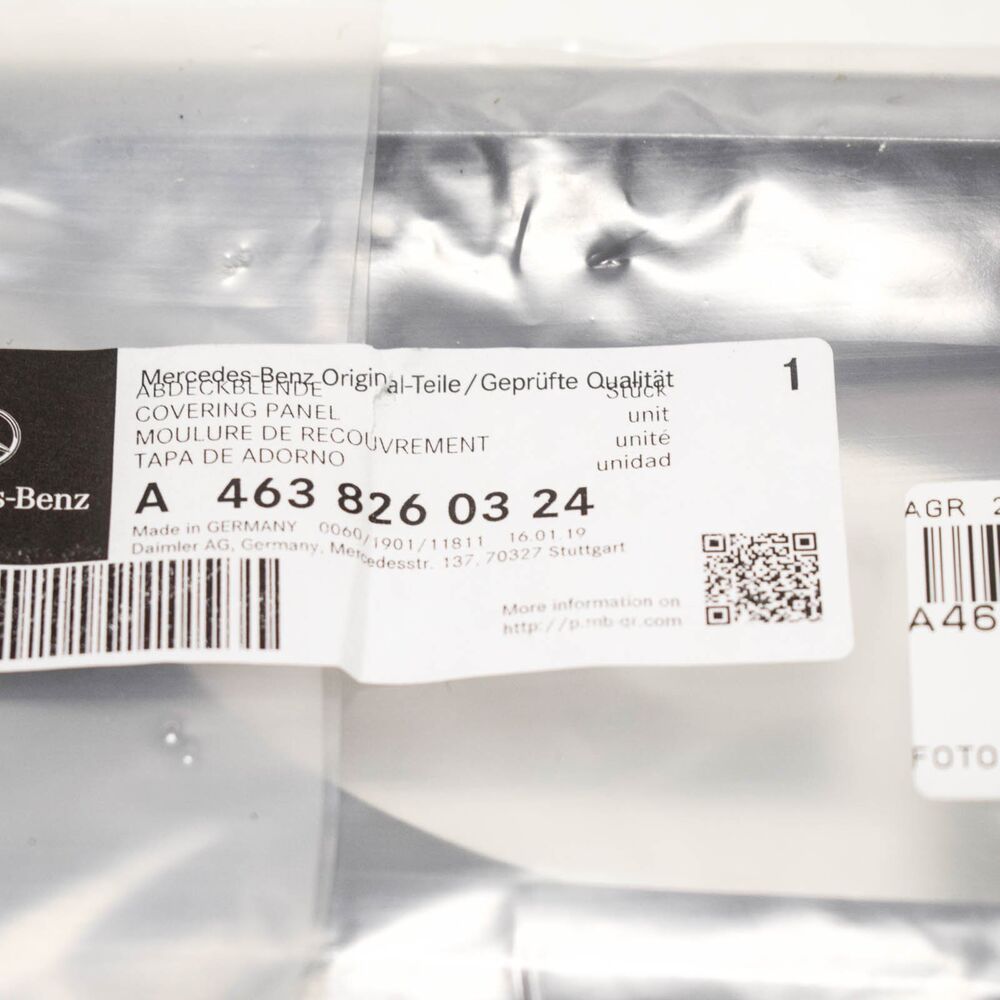 Mercedes-Benz Original-Teile/Geprüfte Qualität 1
ABDECKBLENDE Stück
COVERING PANEL unit
MOULURE DE RECOUVREMENT unité
TAPA DE ADORNO unidad
A 463 826 03 24
Made in GERMANY 0060/1901/11811 16.01.19
Daimler AG, Germany, Mercedesstr. 137, 70327 Stuttgart
More information on
http://p.mb-qr.com
s-Benz
AGR 2
A46
FOTO